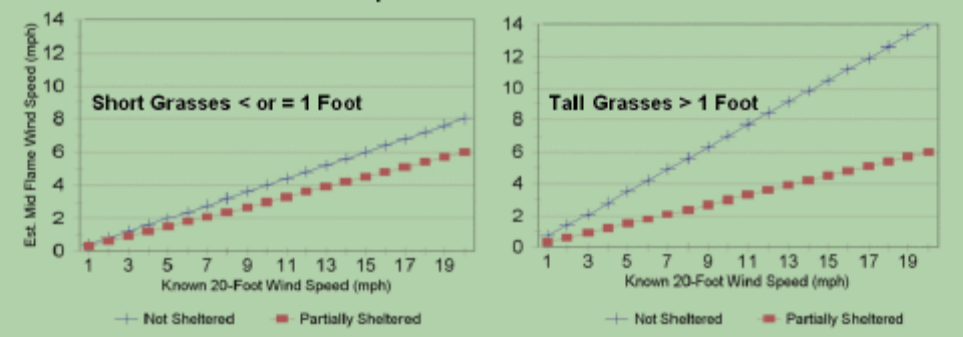 Est. Mid Flame Wind Speed (mph)
14
12
10
8
6
4
2
0
Short Grasses < or = 1 Foot
1 3 5 7 9 11 13 15 17 19
Known 20-Foot Wind Speed (mph)
Not Sheltered Partially Sheltered
14
12
10
8
6
4
2
0
Tall Grasses > 1 Foot
1 3 5 7 9 11 13 15 17 19
Known 20-Foot Wind Speed (mph)
Not Sheltered Partially Sheltered